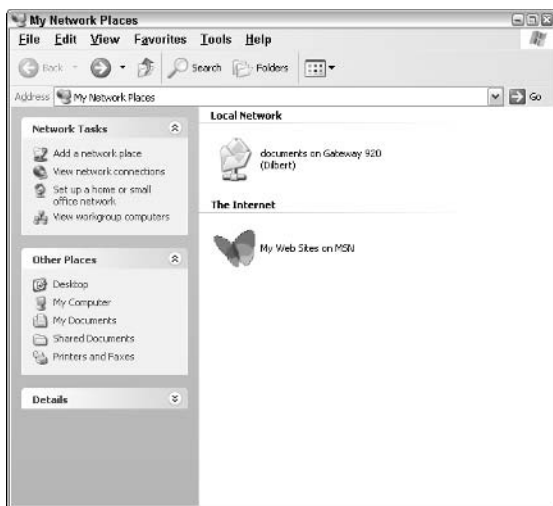 My Network Places
File Edit View Favorites Tools Help
Back Search Folders
Address My Network Places Go
Network Tasks
Add a network place
View network connections
Set up a home or small
office network
View workgroup computers
Other Places
Desktop
My Computer
My Documents
Shared Documents
Printers and Faxes
Details
Local Network
documents on Gateway 920
(Dilbert)
The Internet
My Web Sites on MSN